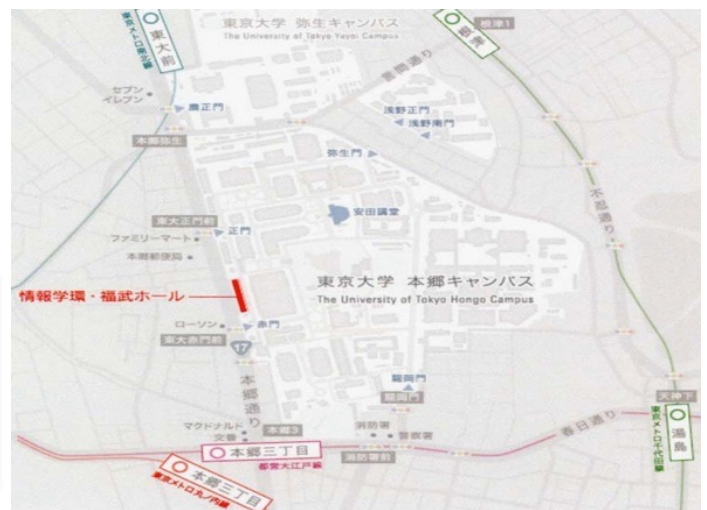 東京大学 弥生キャンパス
The University of Tokyo Yayoi Campus
根津1
根津
東大前
東京メトロ南北線
言問通り
セブン
イレブン
農正門
浅野正門
浅野南門
本郷弥生
弥生門
不忍通り
安田講堂
東大正門前
正門
ファミリーマート
本郷郵便局
東京大学 本郷キャンパス
The University of Tokyo Hongo Campus
情報学環・福武ホール
ローソン
赤門
東大赤門前
17
本郷通り
龍岡門
龍岡門
天神下
湯島
東京メトロ千代田線
マクドナルド
交番
本郷3
消防署
警察署
春日通り
本郷三丁目
都営大江戸線
消防署前
本郷三丁目
東京メトロ丸ノ内線